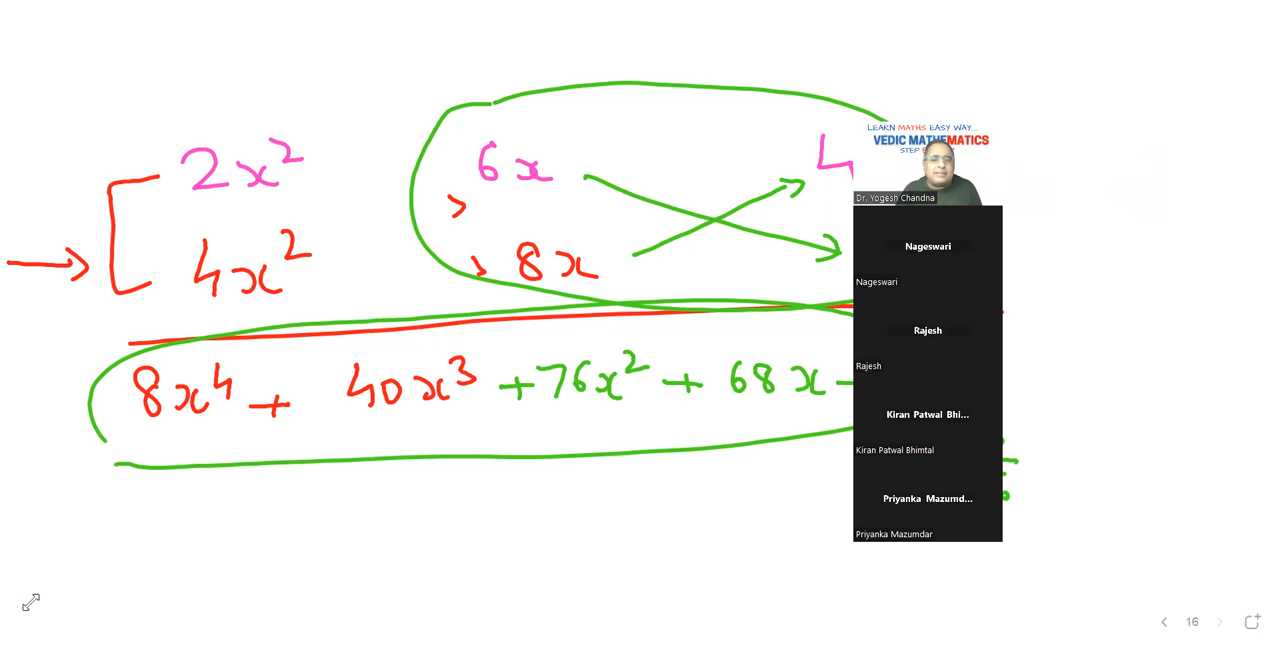 LEARN MATHS EASY WAY...
VEDIC MATHEMATICS
2x² 6x 4
Dr. Yogesh Chandna
Nageswari
4x² 8x
Nageswari
Rajesh
Rajesh
8x⁴ + 40x³ + 76x² + 68x -
Kiran Patwal Bhi...
Kiran Patwal Bhimtal
Priyanka Mazumd...
Priyanka Mazumdar
16